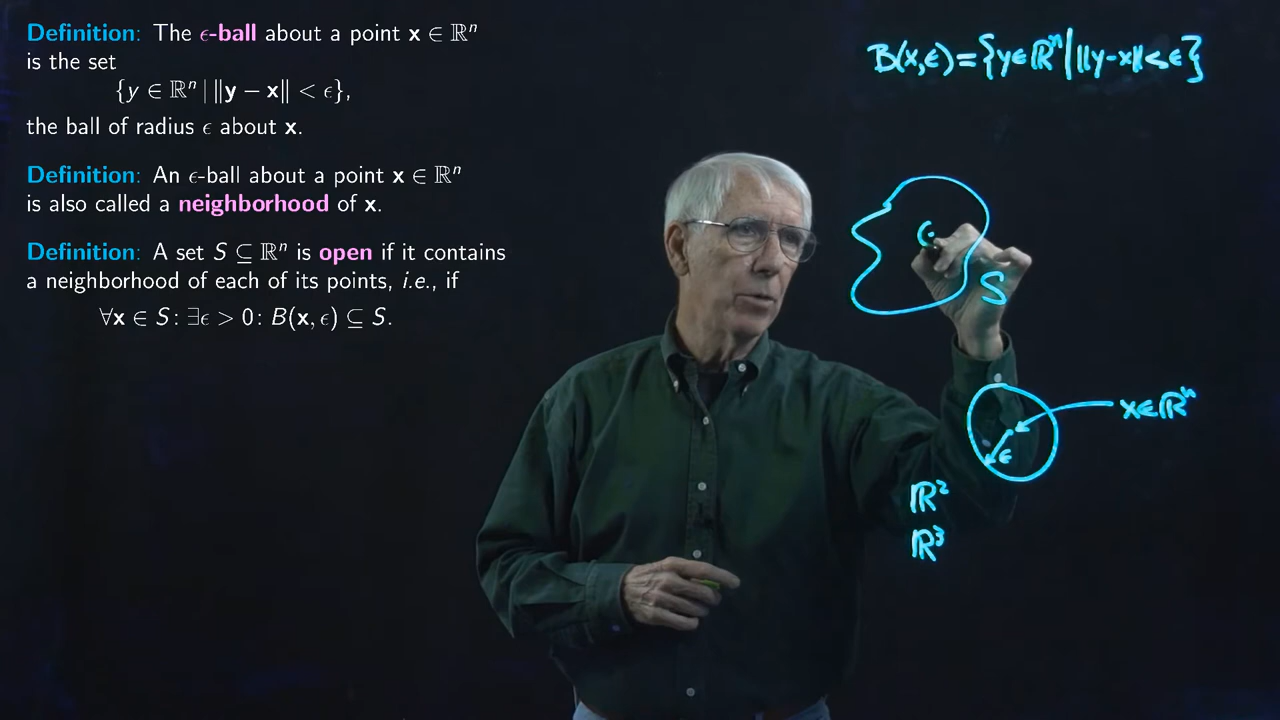 Definition: The ϵ-ball about a point x ∈ ℝⁿ
is the set
{y ∈ ℝⁿ | ‖y − x‖ < ϵ},
the ball of radius ϵ about x.
Definition: An ϵ-ball about a point x ∈ ℝⁿ
is also called a neighborhood of x.
Definition: A set S ⊆ ℝⁿ is open if it contains
a neighborhood of each of its points, i.e., if
∀x ∈ S: ∃ϵ > 0: B(x, ϵ) ⊆ S.
B(x,ϵ)={y∈ℝⁿ|‖y-x‖<ϵ}
S
x∈ℝⁿ
ϵ
ℝ²
ℝ³